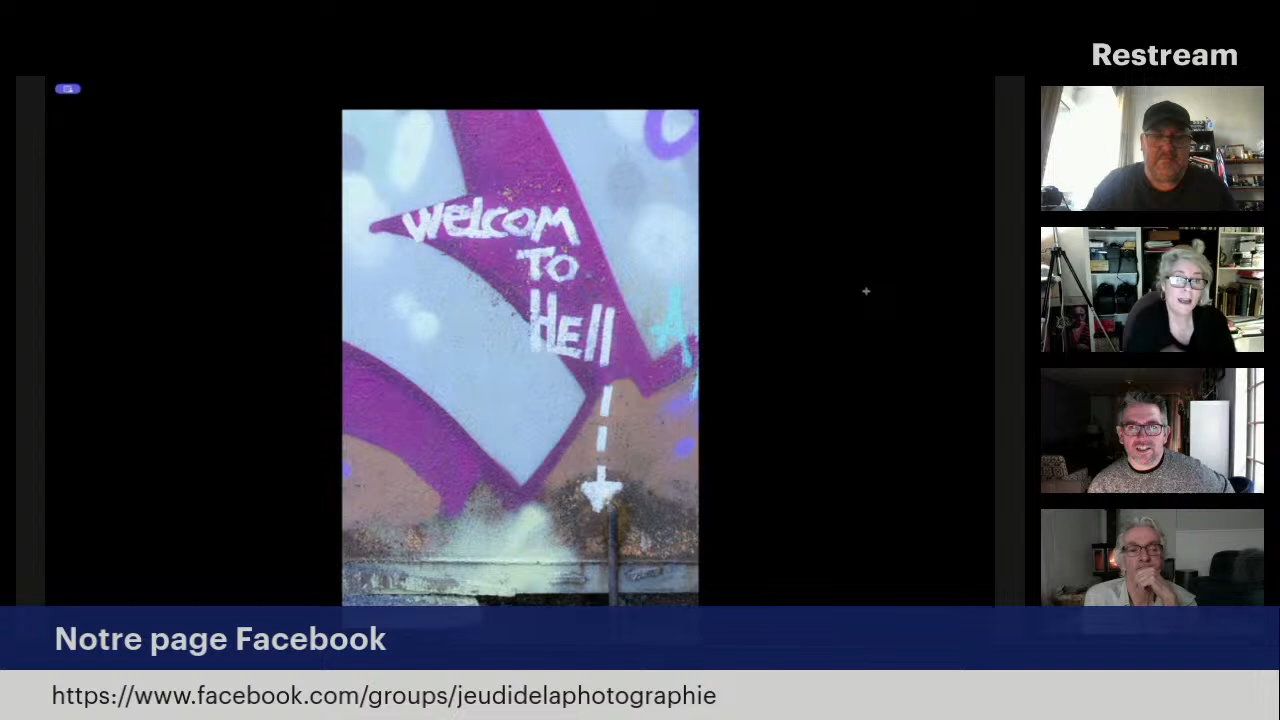 Restream
WelcoM
To
Hell
A
Notre page Facebook
https://www.facebook.com/groups/jeudidelaphotographie